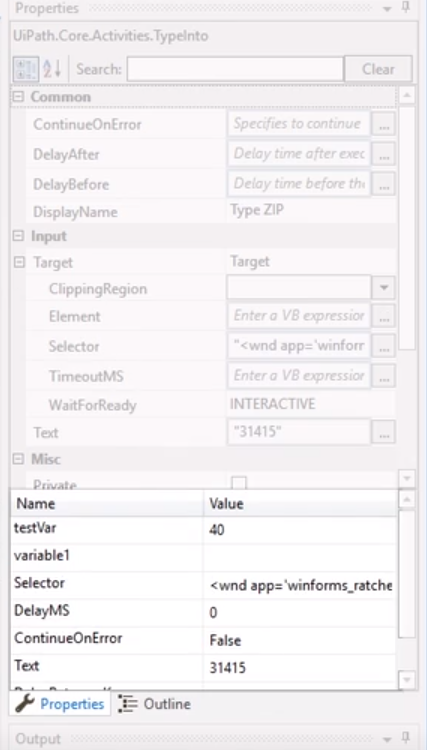 Properties
UiPath.Core.Activities.TypeInto
Search: Clear
Common
ContinueOnError Specifies to continue ...
DelayAfter Delay time after exec ...
DelayBefore Delay time before the ...
DisplayName Type ZIP
Input
Target Target
ClippingRegion
Element Enter a VB expression ...
Selector "<wnd app='winforr ...
TimeoutMS Enter a VB expression ...
WaitForReady INTERACTIVE
Text "31415" ...
Misc
Private
Name Value
testVar 40
variable1
Selector <wnd app='winforms_ratche
DelayMS 0
ContinueOnError False
Text 31415
Properties Outline
Output